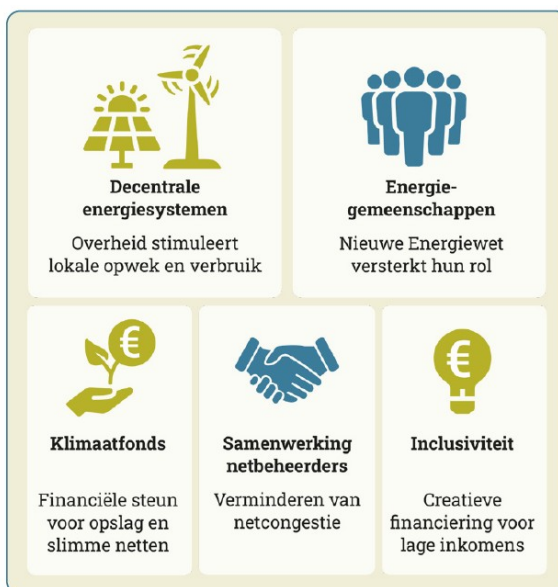 Decentrale
energiesystemen
Overheid stimuleert
lokale opwek en verbruik
Energie-
gemeenschappen
Nieuwe Energiewet
versterkt hun rol
€
Klimaatfonds
Financiële steun
voor opslag en
slimme netten
Samenwerking
netbeheerders
Verminderen van
netcongestie
€
Inclusiviteit
Creatieve
financiering voor
lage inkomens